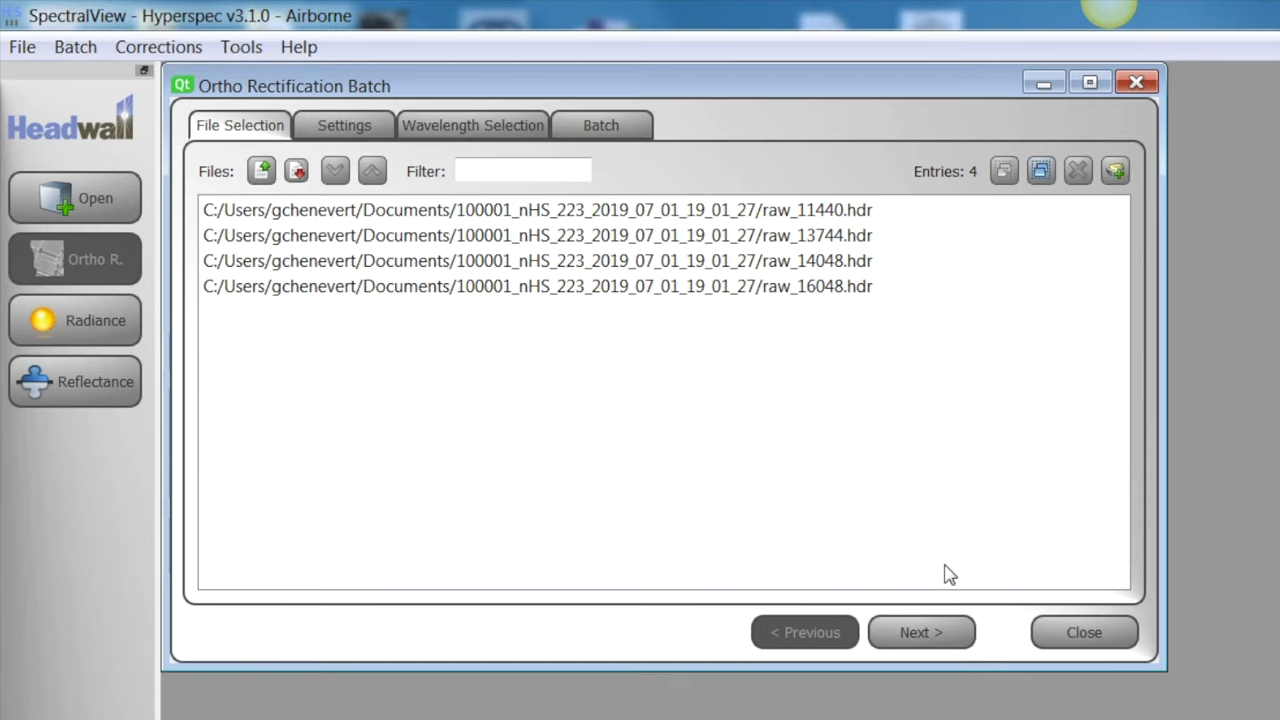 SpectralView - Hyperspec v3.1.0 - Airborne
File Batch Corrections Tools Help
Qt Ortho Rectification Batch
Headwall
File Selection Settings Wavelength Selection Batch
Files: Filter: Entries: 4
Open
Ortho R.
Radiance
Reflectance
C:/Users/gchenevert/Documents/100001_nHS_223_2019_07_01_19_01_27/raw_11440.hdr
C:/Users/gchenevert/Documents/100001_nHS_223_2019_07_01_19_01_27/raw_13744.hdr
C:/Users/gchenevert/Documents/100001_nHS_223_2019_07_01_19_01_27/raw_14048.hdr
C:/Users/gchenevert/Documents/100001_nHS_223_2019_07_01_19_01_27/raw_16048.hdr
< Previous Next > Close